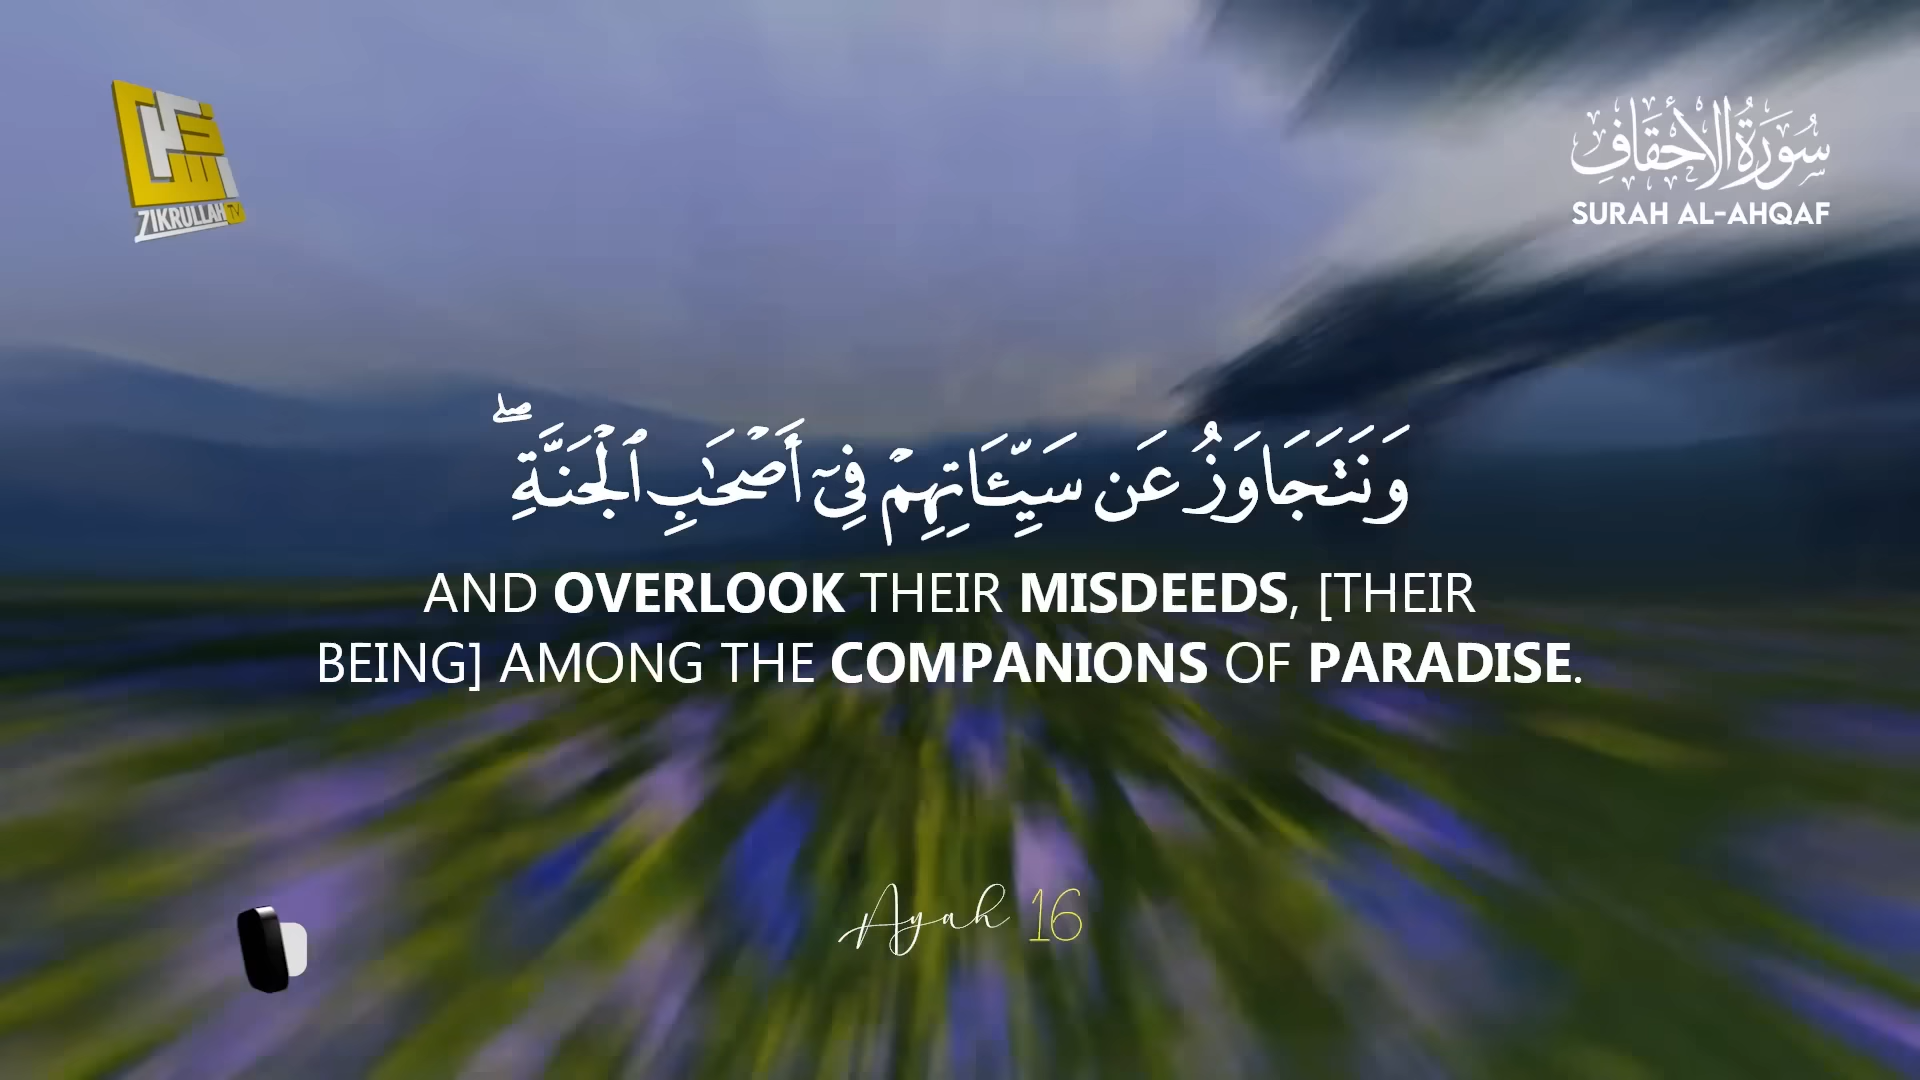 ZIKRULLAH TV
سُورَةُ الأَحْقَافِ
SURAH AL-AHQAF
وَنَتَجَاوَزُ عَن سَيِّـَٔاتِهِمْ فِىٓ أَصْحَـٰبِ ٱلْجَنَّةِ ۖ
AND OVERLOOK THEIR MISDEEDS, [THEIR
BEING] AMONG THE COMPANIONS OF PARADISE.
Ayah 16